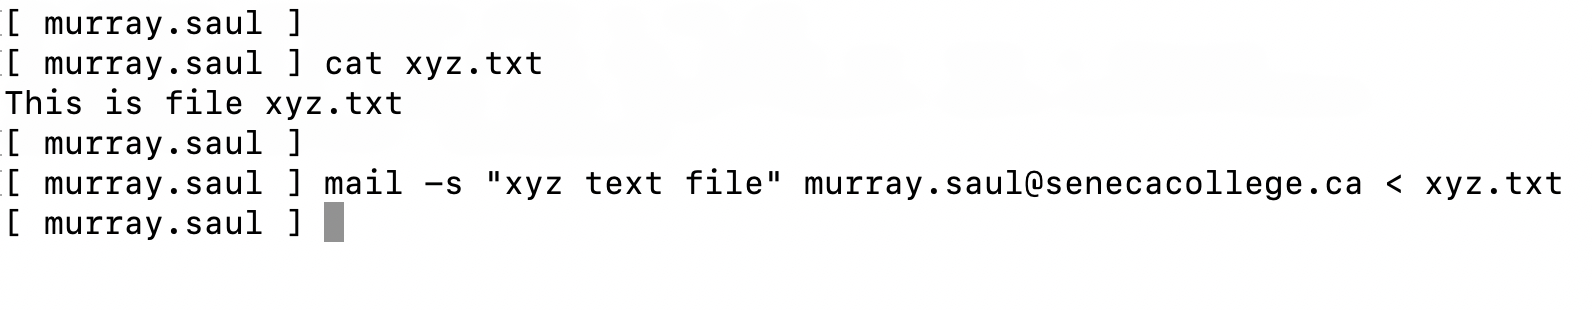 [ murray.saul ]
[ murray.saul ] cat xyz.txt
This is file xyz.txt
[ murray.saul ]
[ murray.saul ] mail -s "xyz text file" murray.saul@senecacollege.ca < xyz.txt
[ murray.saul ]